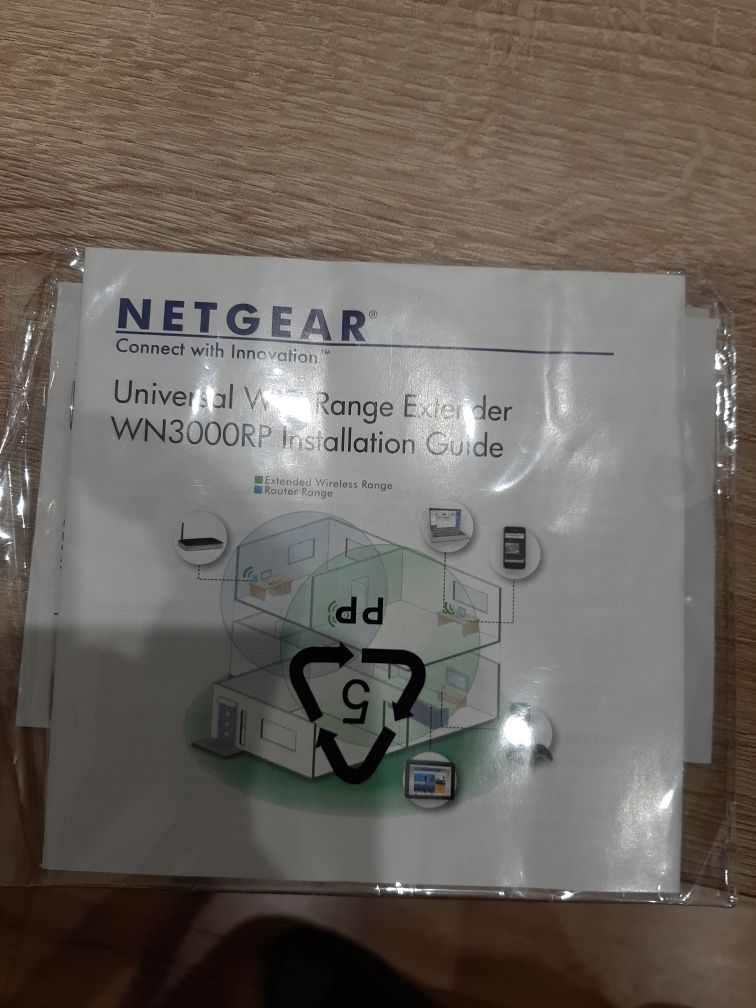 NETGEAR®
Connect with Innovation™
Universal Range Extender
WN3000RP Installation Guide
Extended Wireless Range
Router Range
PP
5